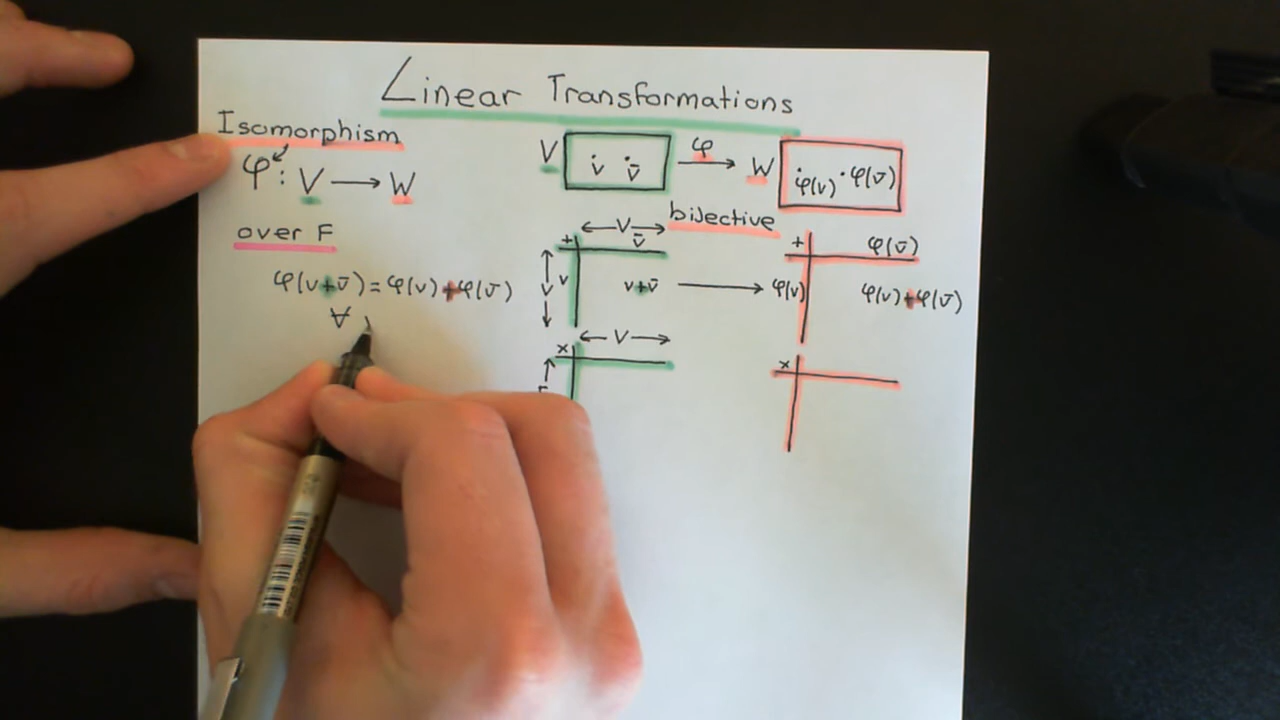 Linear Transformations
Isomorphism
φ: V → W
over F
φ(v+v̄) = φ(v)+φ(v̄)
∀
V
v v̄
φ →
W
φ(v) φ(v̄)
bijective
← V →
+ v̄
↑ V ↓
v
v+v̄
→
+ φ(v̄)
φ(v)
φ(v)+φ(v̄)
← V →
x
↑
x